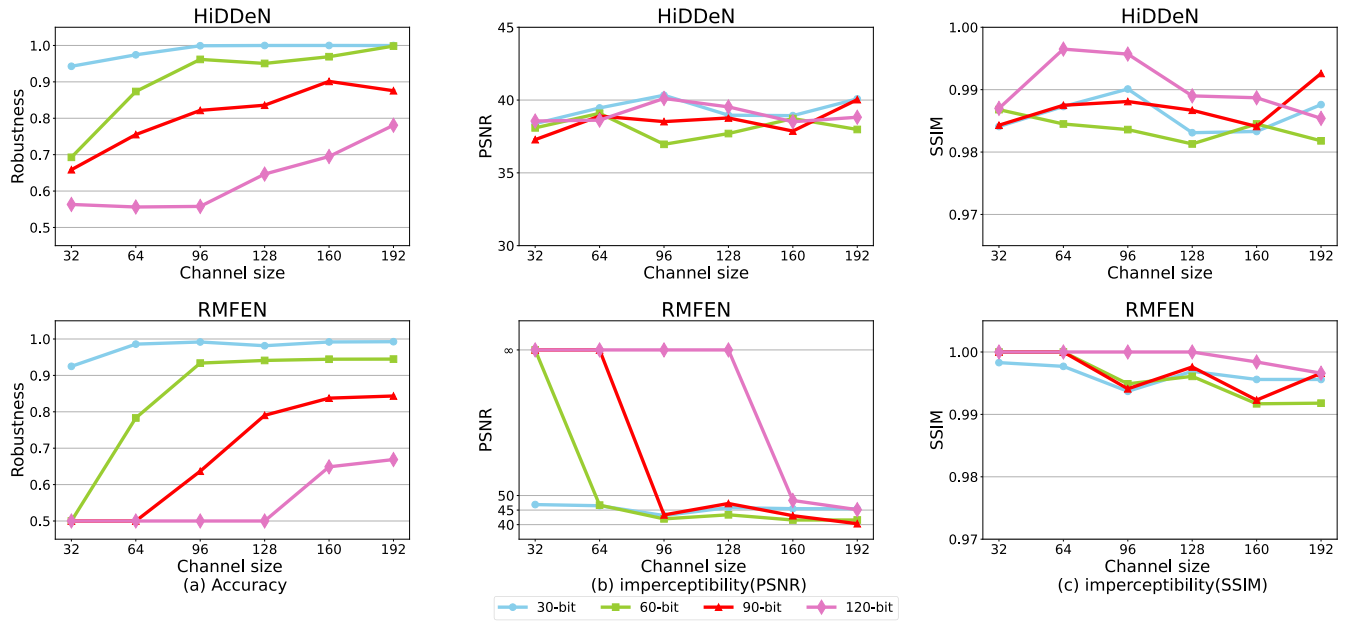 HiDDeN
1.0
0.9
0.8
0.7
0.6
0.5
Robustness
32 64 96 128 160 192
Channel size
HiDDeN
45
40
35
30
PSNR
32 64 96 128 160 192
Channel size
HiDDeN
1.00
0.99
0.98
0.97
SSIM
32 64 96 128 160 192
Channel size
RMFEN
1.0
0.9
0.8
0.7
0.6
0.5
Robustness
32 64 96 128 160 192
Channel size
(a) Accuracy
RMFEN
∞
50
45
40
PSNR
32 64 96 128 160 192
Channel size
(b) imperceptibility(PSNR)
RMFEN
1.00
0.99
0.98
0.97
SSIM
32 64 96 128 160 192
Channel size
(c) imperceptibility(SSIM)
30-bit 60-bit 90-bit 120-bit